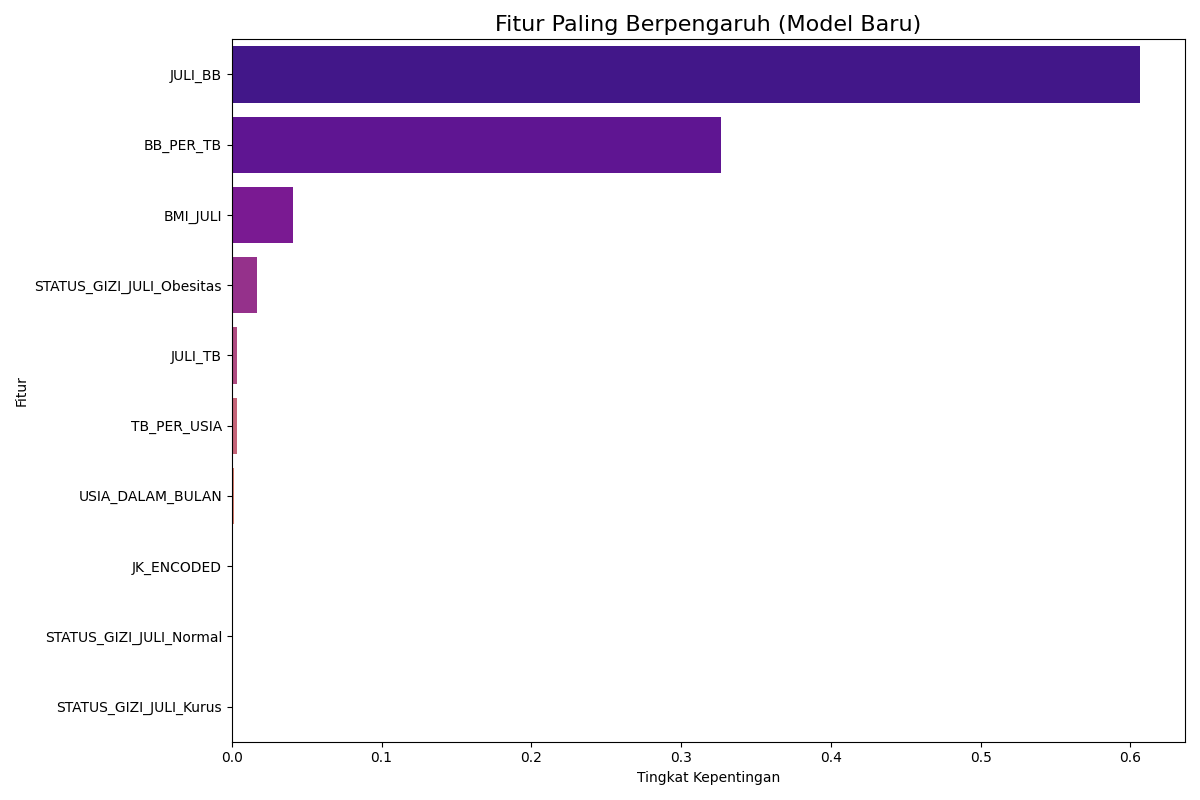 Fitur Paling Berpengaruh (Model Baru)
JULI_BB
BB_PER_TB
BMI_JULI
STATUS_GIZI_JULI_Obesitas
JULI_TB
TB_PER_USIA
USIA_DALAM_BULAN
JK_ENCODED
STATUS_GIZI_JULI_Normal
STATUS_GIZI_JULI_Kurus
Fitur
0.0 0.1 0.2 0.3 0.4 0.5 0.6
Tingkat Kepentingan